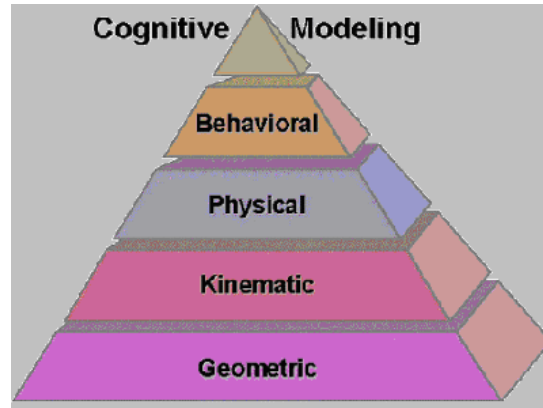 Cognitive Modeling
Behavioral
Physical
Kinematic
Geometric